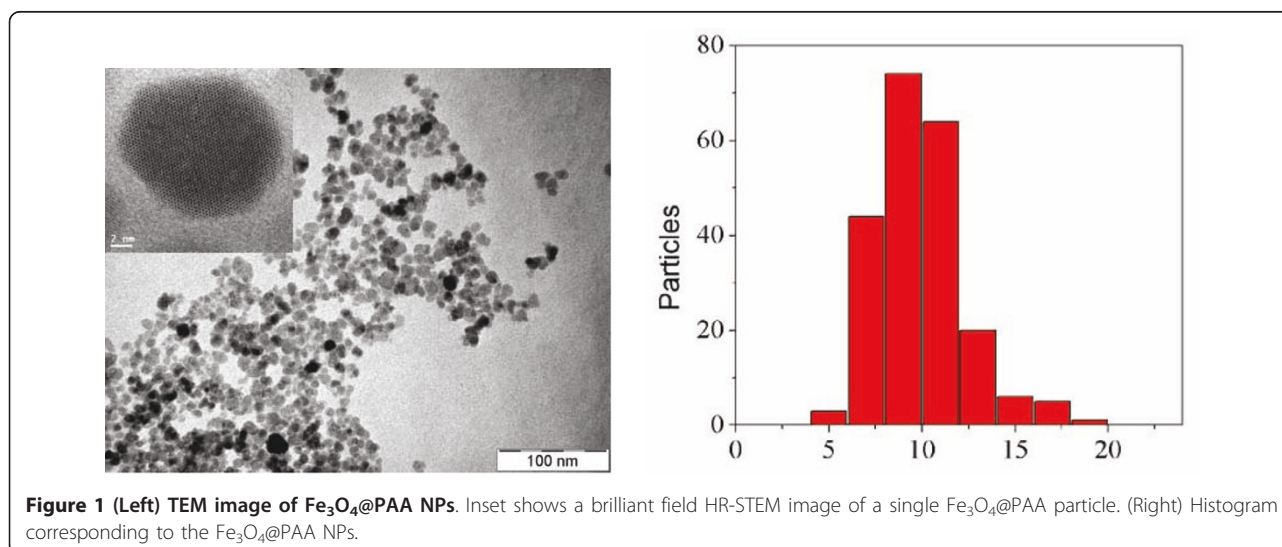 2 nm
100 nm
80
60
40
20
0
Particles
0 5 10 15 20
Figure 1 (Left) TEM image of Fe₃O₄@PAA NPs. Inset shows a brilliant field HR-STEM image of a single Fe₃O₄@PAA particle. (Right) Histogram
corresponding to the Fe₃O₄@PAA NPs.